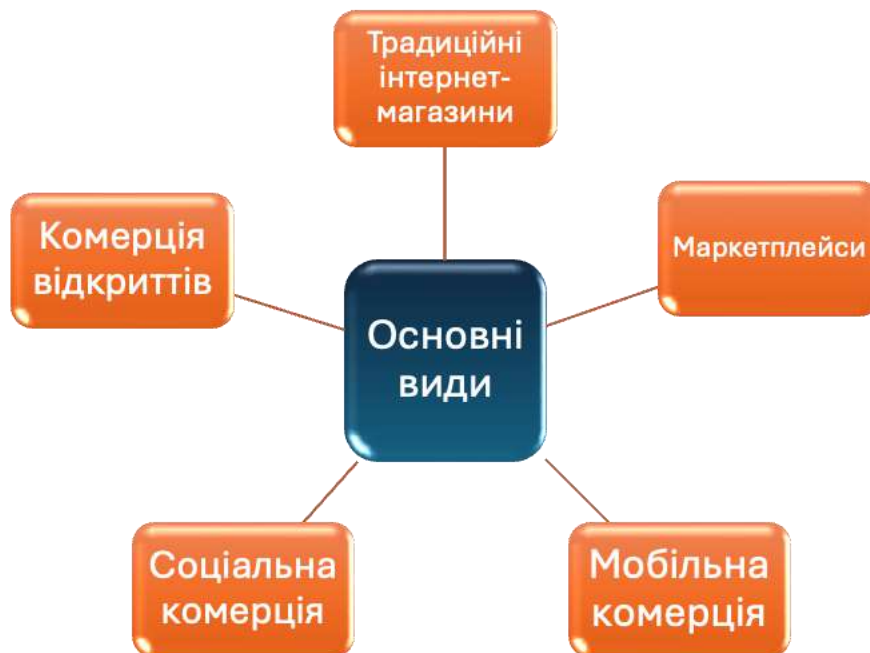 Традиційні
інтернет-
магазини
Комерція
відкриттів
Маркетплейси
Основні
види
Соціальна
комерція
Мобільна
комерція